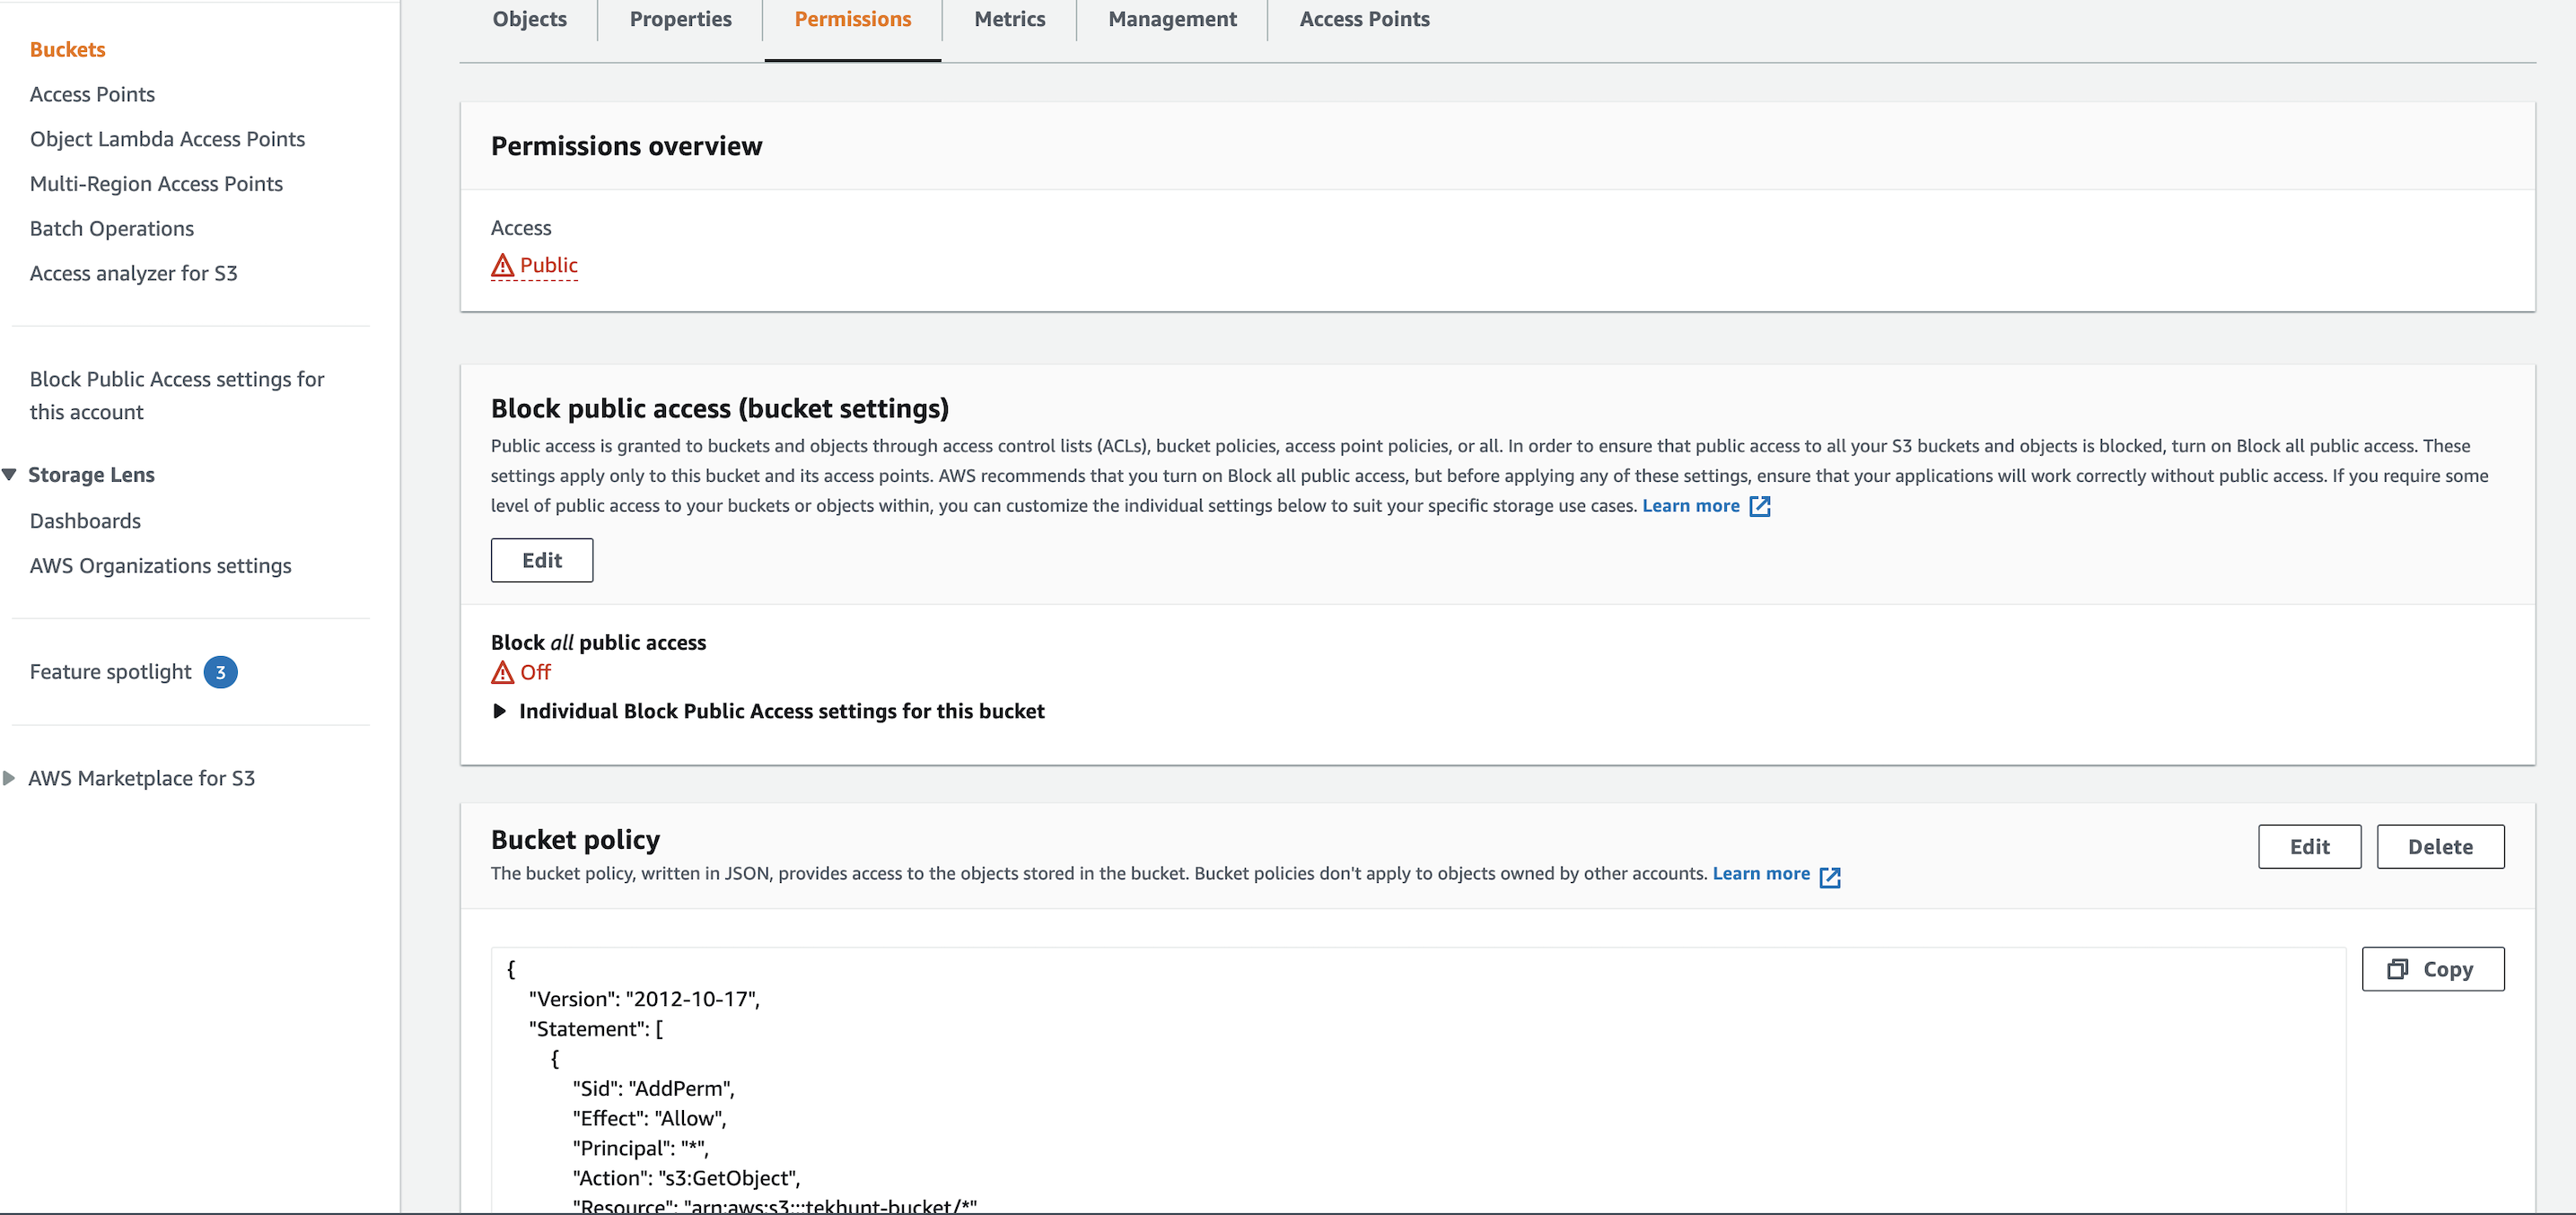 Buckets
Access Points
Object Lambda Access Points
Multi-Region Access Points
Batch Operations
Access analyzer for S3
Block Public Access settings for
this account
Storage Lens
Dashboards
AWS Organizations settings
Feature spotlight 3
AWS Marketplace for S3
Objects Properties Permissions Metrics Management Access Points
Permissions overview
Access
Public
Block public access (bucket settings)
Public access is granted to buckets and objects through access control lists (ACLs), bucket policies, access point policies, or all. In order to ensure that public access to all your S3 buckets and objects is blocked, turn on Block all public access. These
settings apply only to this bucket and its access points. AWS recommends that you turn on Block all public access, but before applying any of these settings, ensure that your applications will work correctly without public access. If you require some
level of public access to your buckets or objects within, you can customize the individual settings below to suit your specific storage use cases. Learn more
Edit
Block all public access
Off
Individual Block Public Access settings for this bucket
Bucket policy
Edit Delete
The bucket policy, written in JSON, provides access to the objects stored in the bucket. Bucket policies don't apply to objects owned by other accounts. Learn more
Copy
{
"Version": "2012-10-17",
"Statement": [
{
"Sid": "AddPerm",
"Effect": "Allow",
"Principal": "*",
"Action": "s3:GetObject",
"Resource": "arn:aws:s3:::tekhunt-bucket/*"